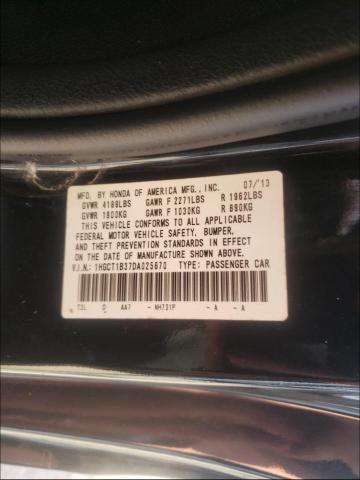 MFD. BY HONDA OF AMERICA MFG., INC. 07/13
GVWR 4189LBS GAWR F 2271LBS R 1962LBS
GVWR 1900KG GAWR F 1030KG R 890KG
THIS VEHICLE CONFORMS TO ALL APPLICABLE
FEDERAL MOTOR VEHICLE SAFETY, BUMPER,
AND THEFT PREVENTION STANDARDS IN EFFECT
ON THE DATE OF MANUFACTURE SHOWN ABOVE.
V.I.N.: 1HGCT1B37DA025670 TYPE: PASSENGER CAR
T3L AA7 - NH731P - A - A